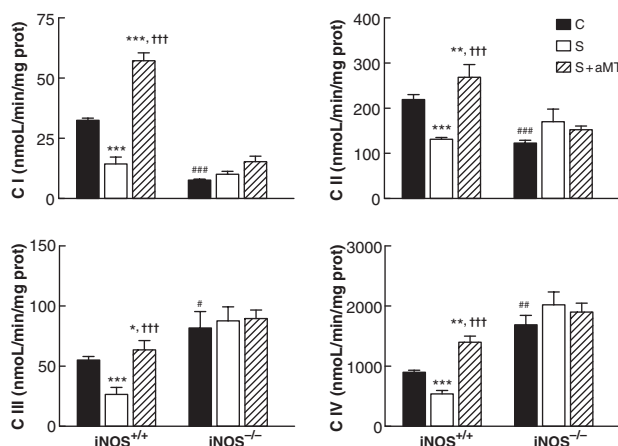 75
50
25
0
C I (nmoL/min/mg prot)
***, †††
***
###
400
300
200
100
0
C II (nmoL/min/mg prot)
**, †††
***
###
C
S
S + aMT
150
100
50
0
C III (nmoL/min/mg prot)
*, †††
***
#
iNOS+/+
iNOS–/–
3000
2000
1000
0
C IV (nmoL/min/mg prot)
**, †††
***
##
iNOS+/+
iNOS–/–